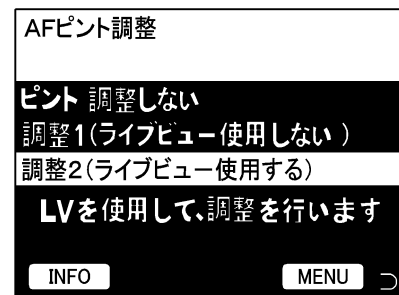 AFピント調整
ピント 調整しない
調整1(ライブビュー使用しない )
調整2(ライブビュー使用する)
LVを使用して、調整を行います
INFO
MENU ⊃